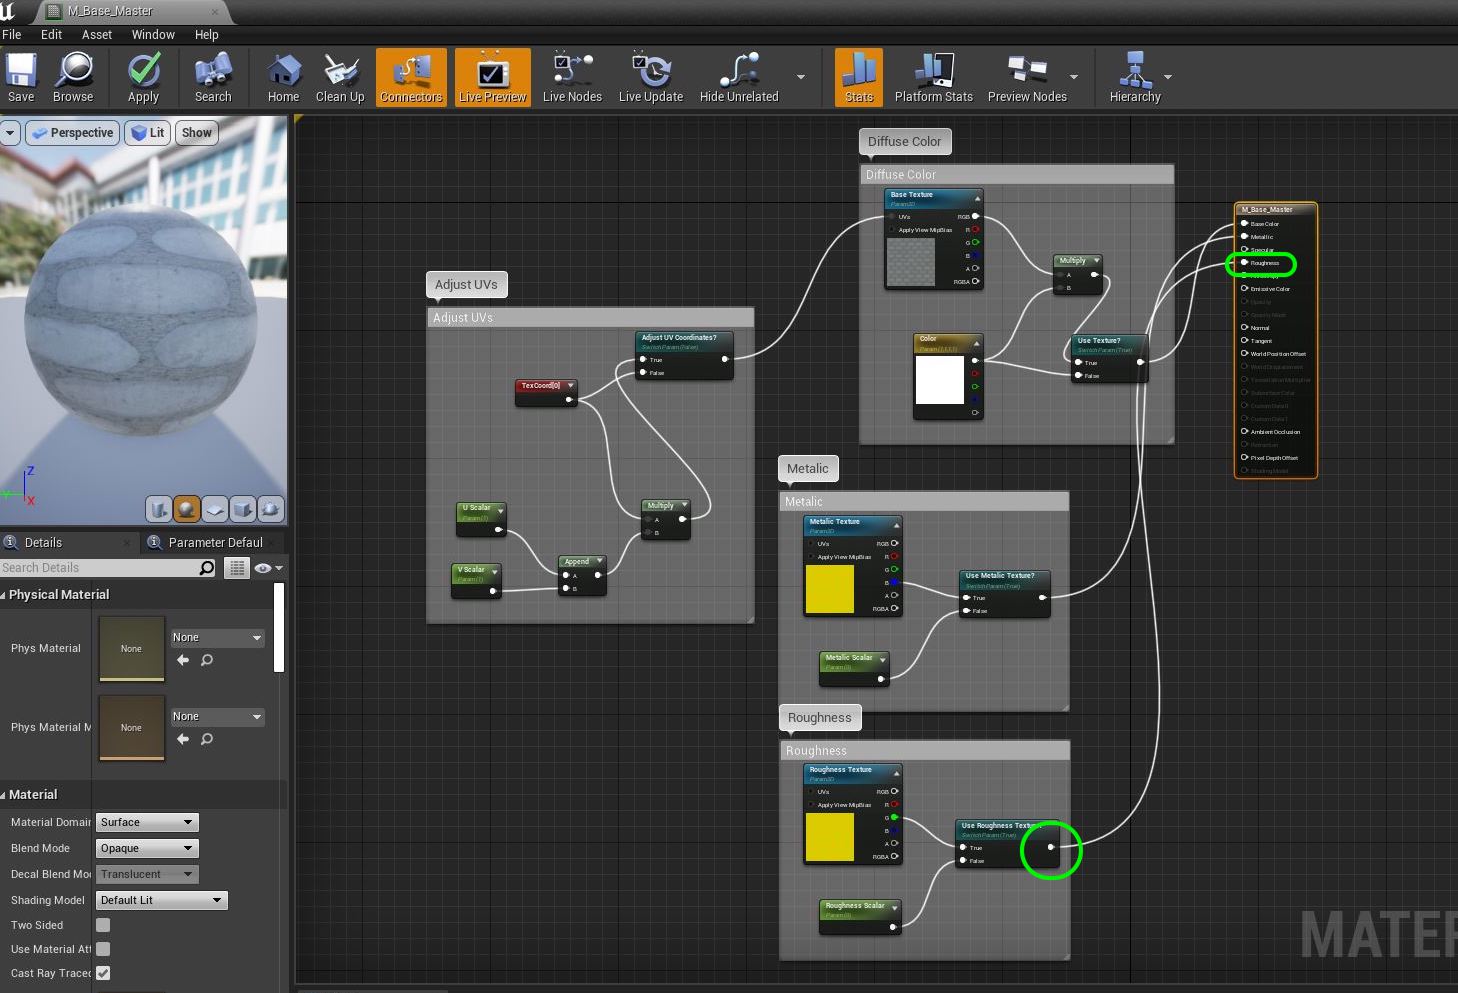 M_Base_Master
File Edit Asset Window Help
Save Browse Apply Search Home Clean Up Connectors Live Preview Live Nodes Live Update Hide Unrelated Stats Platform Stats Preview Nodes Hierarchy
Perspective Lit Show
Z
Y
X
Details Parameter Defaul
Search Details
Physical Material
Phys Material None None
Phys Material M None None
Material
Material Domai Surface
Blend Mode Opaque
Decal Blend Mo Translucent
Shading Model Default Lit
Two Sided
Use Material Att
Cast Ray Traced
Adjust UVs
Adjust UVs
Adjust UV Coordinates?
Switch Param (False)
True
False
TexCoord[0]
U Scalar
Param (1)
V Scalar
Param (1)
Append
A
B
Multiply
A
B
Diffuse Color
Diffuse Color
Base Texture
Param2D
UVs RGB
Apply View MipBias R
G
B
A
RGBA
Multiply
A
B
Color
Param (1,1,1,1)
Use Texture?
Switch Param (True)
True
False
Metalic
Metalic
Metalic Texture
Param2D
UVs RGB
Apply View MipBias R
G
B
A
RGBA
Use Metalic Texture?
Switch Param (True)
True
False
Metalic Scalar
Param (0)
Roughness
Roughness
Roughness Texture
Param2D
UVs RGB
Apply View MipBias R
G
B
A
RGBA
Use Roughness Texture
Switch Param (True)
True
False
Roughness Scalar
Param (0)
M_Base_Master
Base Color
Metallic
Specular
Roughness
Emissive Color
Opacity
Opacity Mask
Normal
Tangent
World Position Offset
World Displacement
Tessellation Multiplier
Subsurface Color
Custom Data 0
Custom Data 1
Ambient Occlusion
Refraction
Pixel Depth Offset
Shading Model
MATER